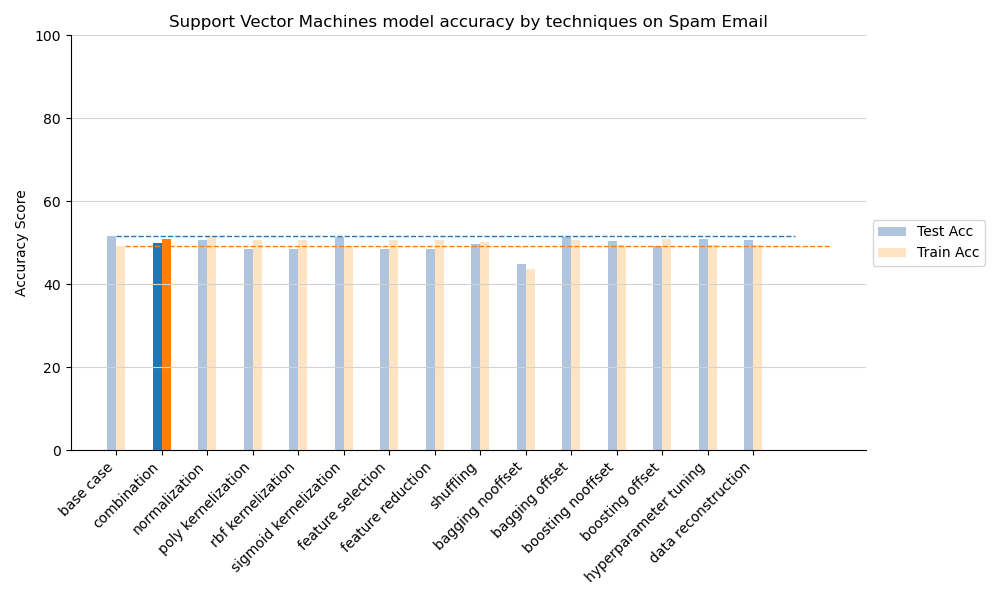 Support Vector Machines model accuracy by techniques on Spam Email
Accuracy Score
100
80
60
40
20
0
base case
combination
normalization
poly kernelization
rbf kernelization
sigmoid kernelization
feature selection
feature reduction
shuffling
bagging nooffset
bagging offset
boosting nooffset
boosting offset
hyperparameter tuning
data reconstruction
Test Acc
Train Acc